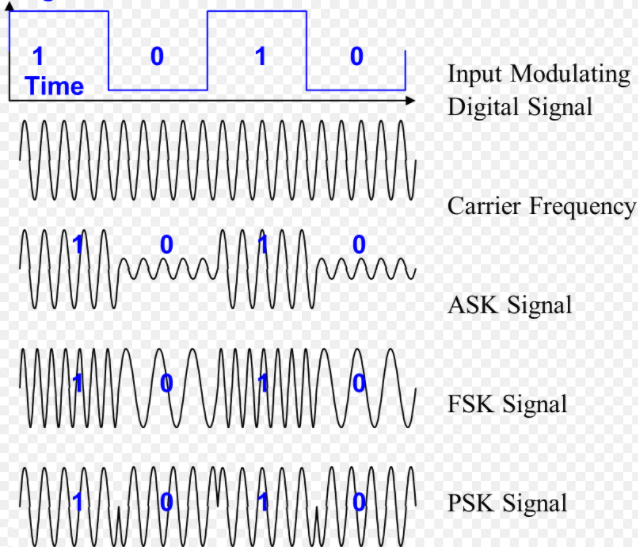 1 0 1 0
Time
Input Modulating
Digital Signal
Carrier Frequency
1 0 1 0
ASK Signal
1 0 1 0
FSK Signal
1 0 1 0
PSK Signal